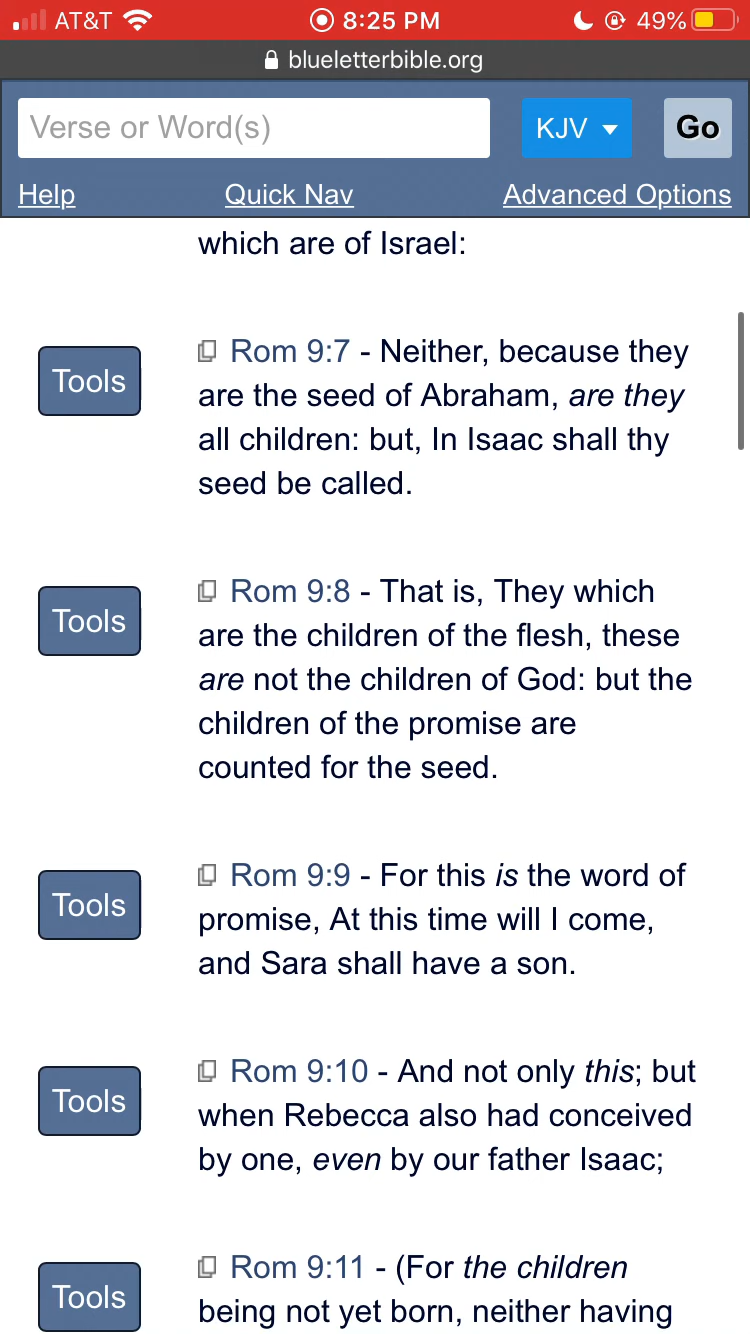 AT&T 8:25 PM 49%
blueletterbible.org
Verse or Word(s) KJV Go
Help Quick Nav Advanced Options
which are of Israel:
Tools
Rom 9:7 - Neither, because they
are the seed of Abraham, are they
all children: but, In Isaac shall thy
seed be called.
Tools
Rom 9:8 - That is, They which
are the children of the flesh, these
are not the children of God: but the
children of the promise are
counted for the seed.
Tools
Rom 9:9 - For this is the word of
promise, At this time will I come,
and Sara shall have a son.
Tools
Rom 9:10 - And not only this; but
when Rebecca also had conceived
by one, even by our father Isaac;
Tools
Rom 9:11 - (For the children
being not yet born, neither having